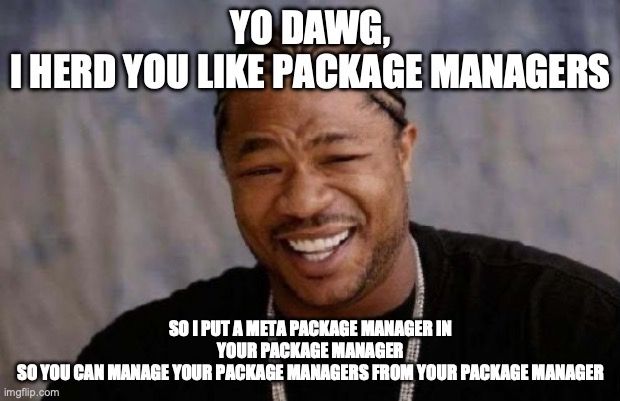 YO DAWG,
I HERD YOU LIKE PACKAGE MANAGERS
SO I PUT A META PACKAGE MANAGER IN
YOUR PACKAGE MANAGER
SO YOU CAN MANAGE YOUR PACKAGE MANAGERS FROM YOUR PACKAGE MANAGER
imgflip.com